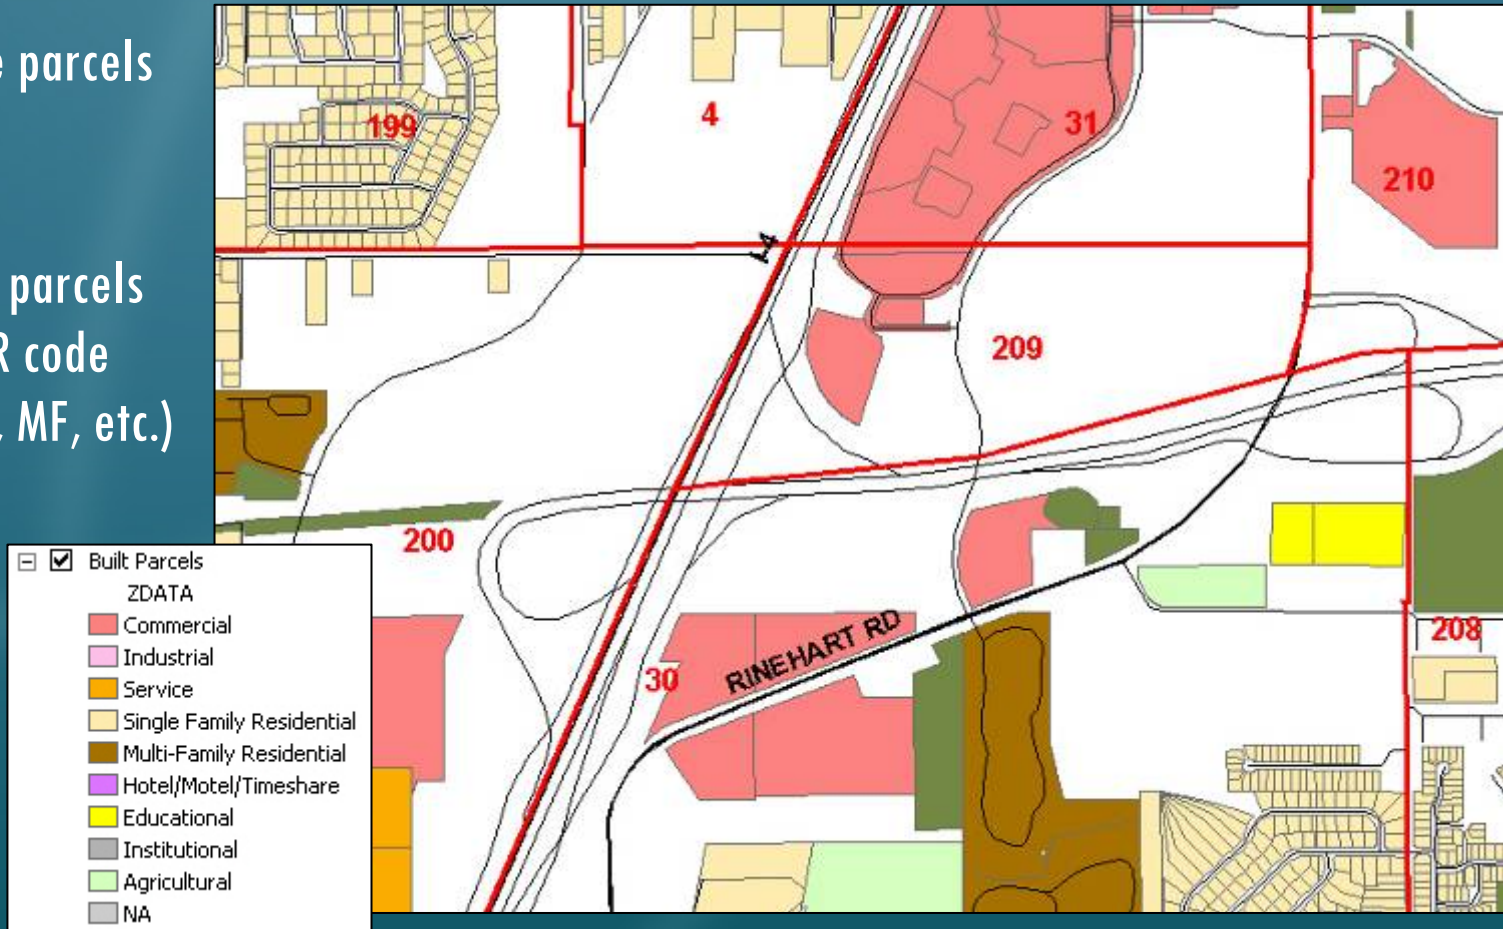 e parcels
parcels
R code
, MF, etc.)
199
4
31
210
I-4
209
200
RINEHART RD
30
208
Built Parcels
ZDATA
Commercial
Industrial
Service
Single Family Residential
Multi-Family Residential
Hotel/Motel/Timeshare
Educational
Institutional
Agricultural
NA